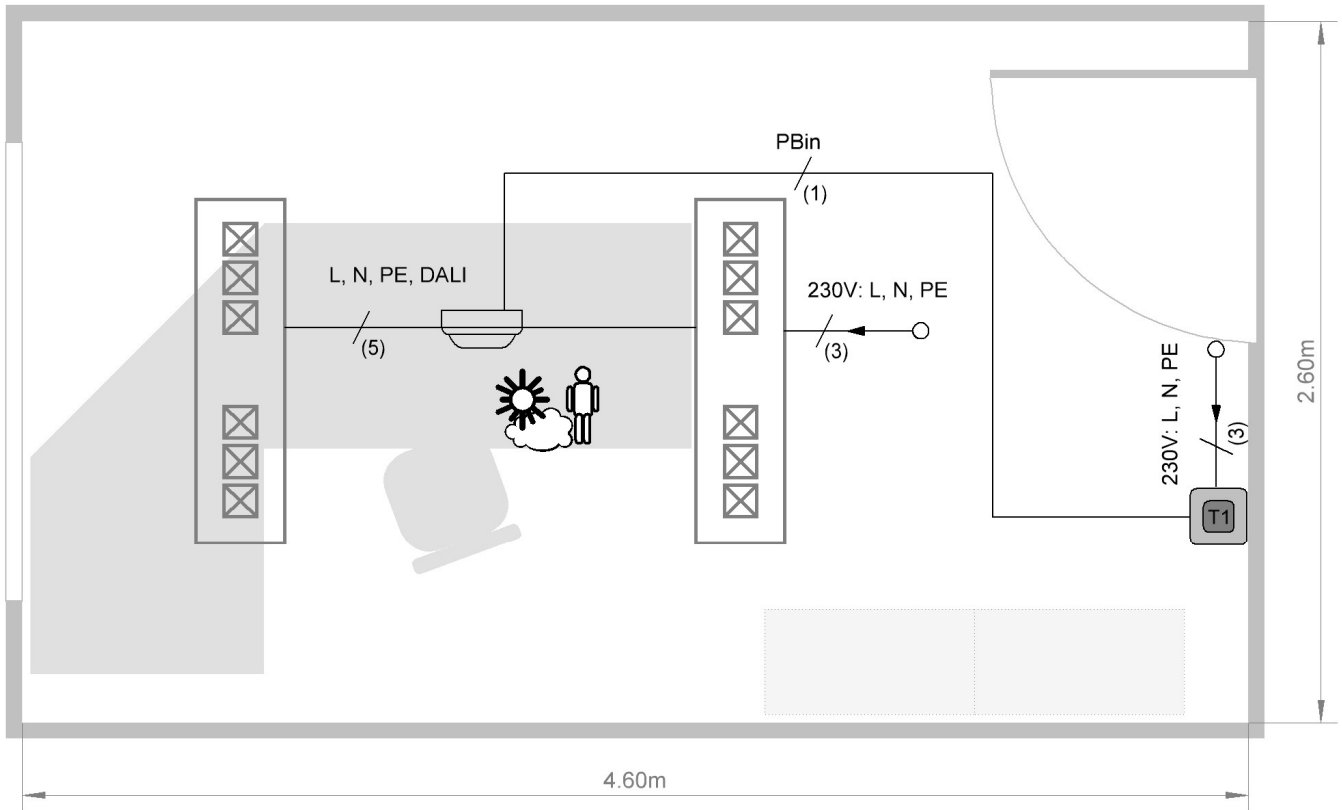 PBin
(1)
L, N, PE, DALI
(5)
230V: L, N, PE
(3)
230V: L, N, PE
(3)
T1
2.60m
4.60m